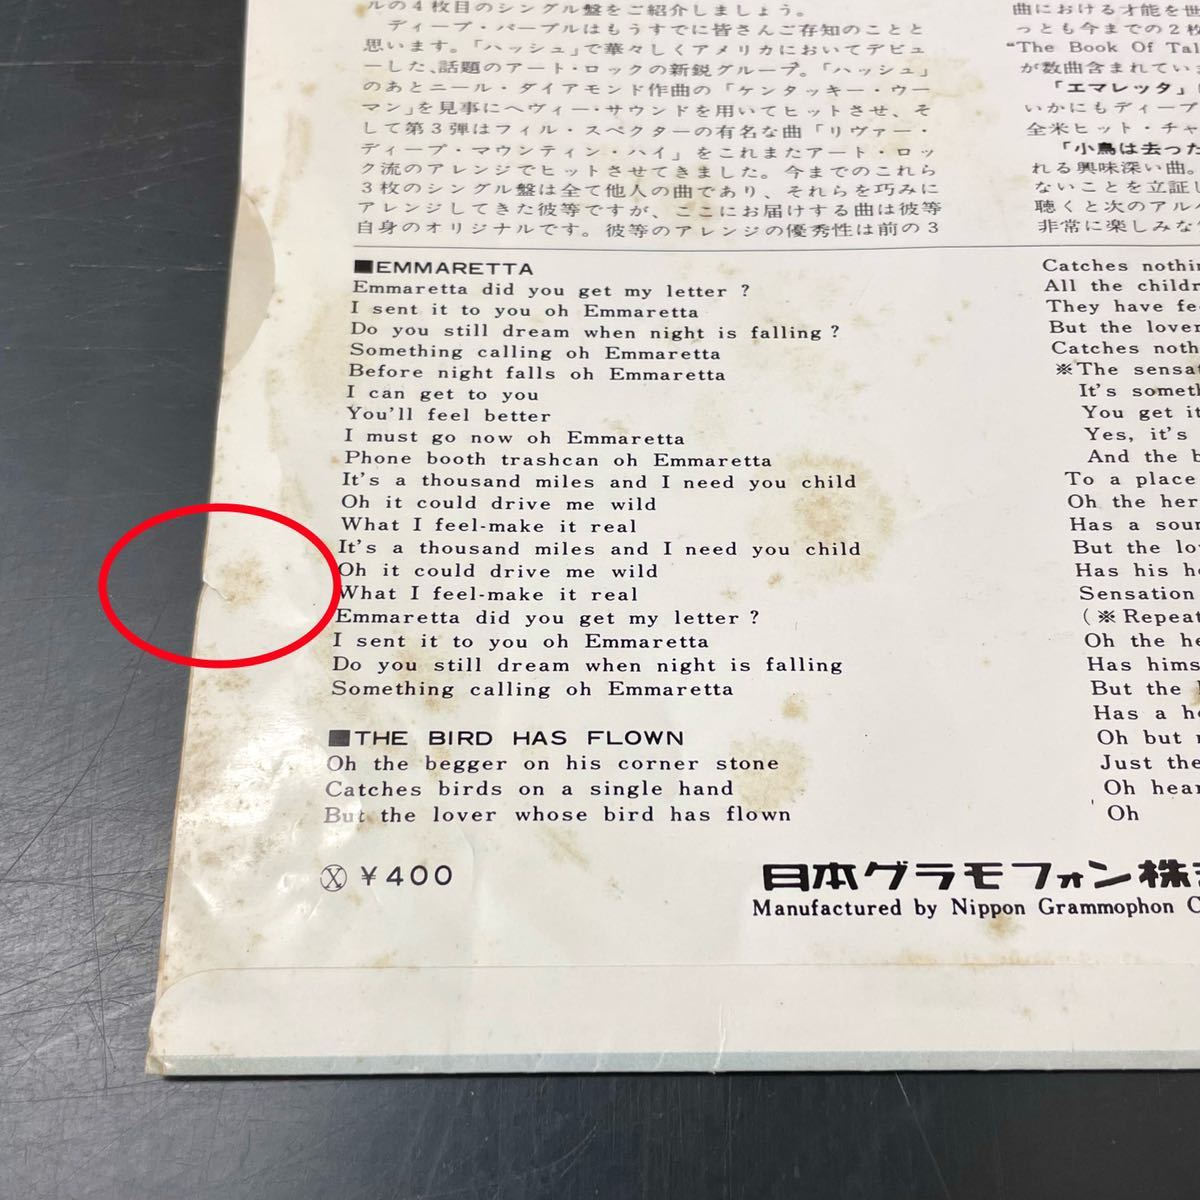 ルの4枚目のシングル盤をご紹介しましょう。
ディープ・パープルはもうすでに皆さんご存知のことと
思います。「ハッシュ」で華々しくアメリカにおいてデビュ
ーした、話題のアート・ロックの新鋭グループ。「ハッシュ」
のあとニール・ダイアモンド作曲の「ケンタッキー・ウー
マン」を見事にヘヴィー・サウンドを用いてヒットさせ、そ
して第3弾はフィル・スペクターの有名な曲「リヴァー・
ディープ・マウンティン・ハイ」をこれまたアート・ロッ
ク流のアレンジでヒットさせてきました。今までのこれら
3枚のシングル盤は全て他人の曲であり、それらを巧みに
アレンジしてきた彼等ですが、ここにお届けする曲は彼等
自身のオリジナルです。彼等のアレンジの優秀性は前の3
曲における才能を世
っとも今までの2枚
"The Book Of Tal
が数曲含まれていま
「エマレッタ」
いかにもディープ
全米ヒット・チャ
「小鳥は去った
れる興味深い曲。
ないことを立証し
聴くと次のアルバ
非常に楽しみな
■EMMARETTA
Emmaretta did you get my letter ?
I sent it to you oh Emmaretta
Do you still dream when night is falling ?
Something calling oh Emmaretta
Before night falls oh Emmaretta
I can get to you
You'll feel better
I must go now oh Emmaretta
Phone booth trashcan oh Emmaretta
It's a thousand miles and I need you child
Oh it could drive me wild
What I feel-make it real
It's a thousand miles and I need you child
Oh it could drive me wild
What I feel-make it real
Emmaretta did you get my letter ?
I sent it to you oh Emmaretta
Do you still dream when night is falling
Something calling oh Emmaretta
■THE BIRD HAS FLOWN
Oh the begger on his corner stone
Catches birds on a single hand
But the lover whose bird has flown
Catches nothin
All the childr
They have fe
But the lover
Catches noth
※The sensat
It's someth
You get it
Yes, it's
And the b
To a place
Oh the her
Has a soun
But the lo
Has his he
Sensation
(※Repeat
Oh the he
Has hims
But the
Has a he
Oh but n
Just the
Oh hear
Oh
Ⓧ ¥400
日本グラモフォン株式
Manufactured by Nippon Grammophon C